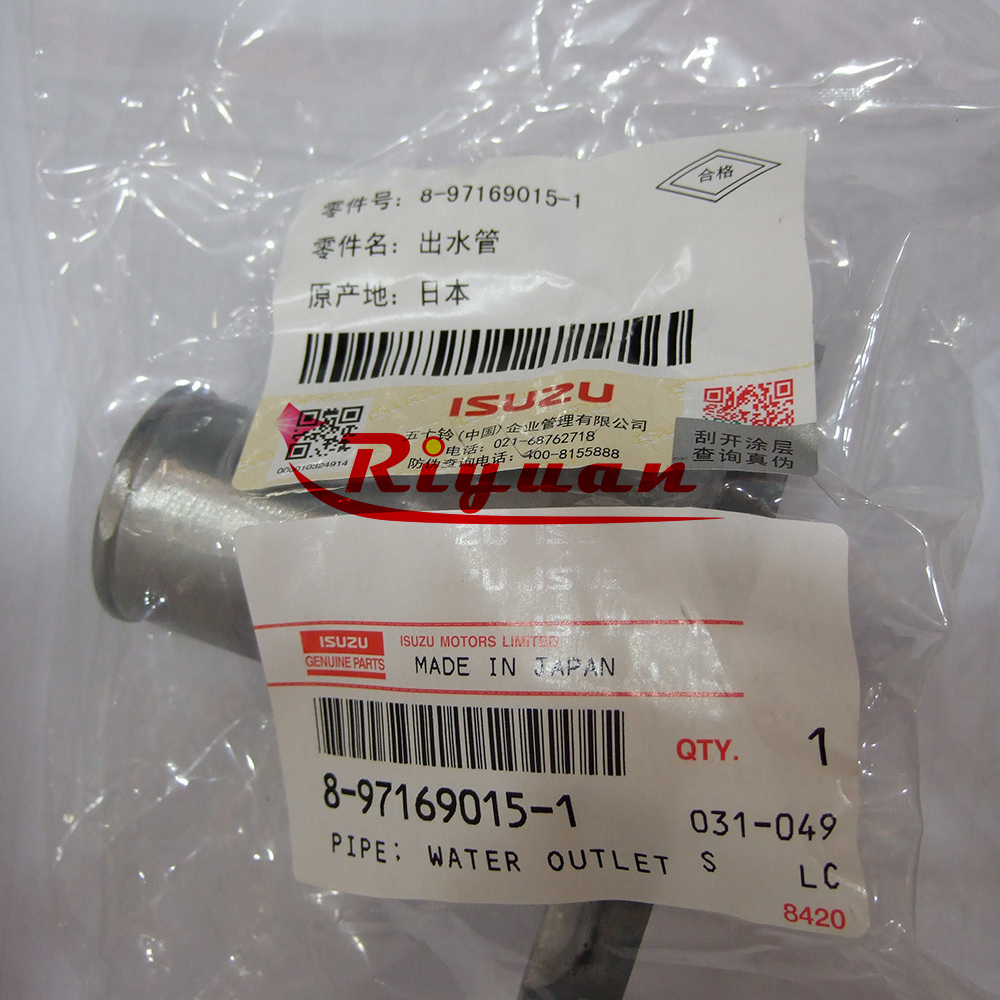 合格
零件号: 8-97169015-1
零件名: 出水管
原产地: 日本
ISUZU
五十铃(中国)企业管理有限公司
电话: 021-68762718
防伪查询电话: 400-8155888
刮开涂层
查询真伪
Riyuan
ISUZU
GENUINE PARTS
ISUZU MOTORS LIMITED
MADE IN JAPAN
QTY. 1
8-97169015-1
031-049
PIPE; WATER OUTLET S
LC
8420